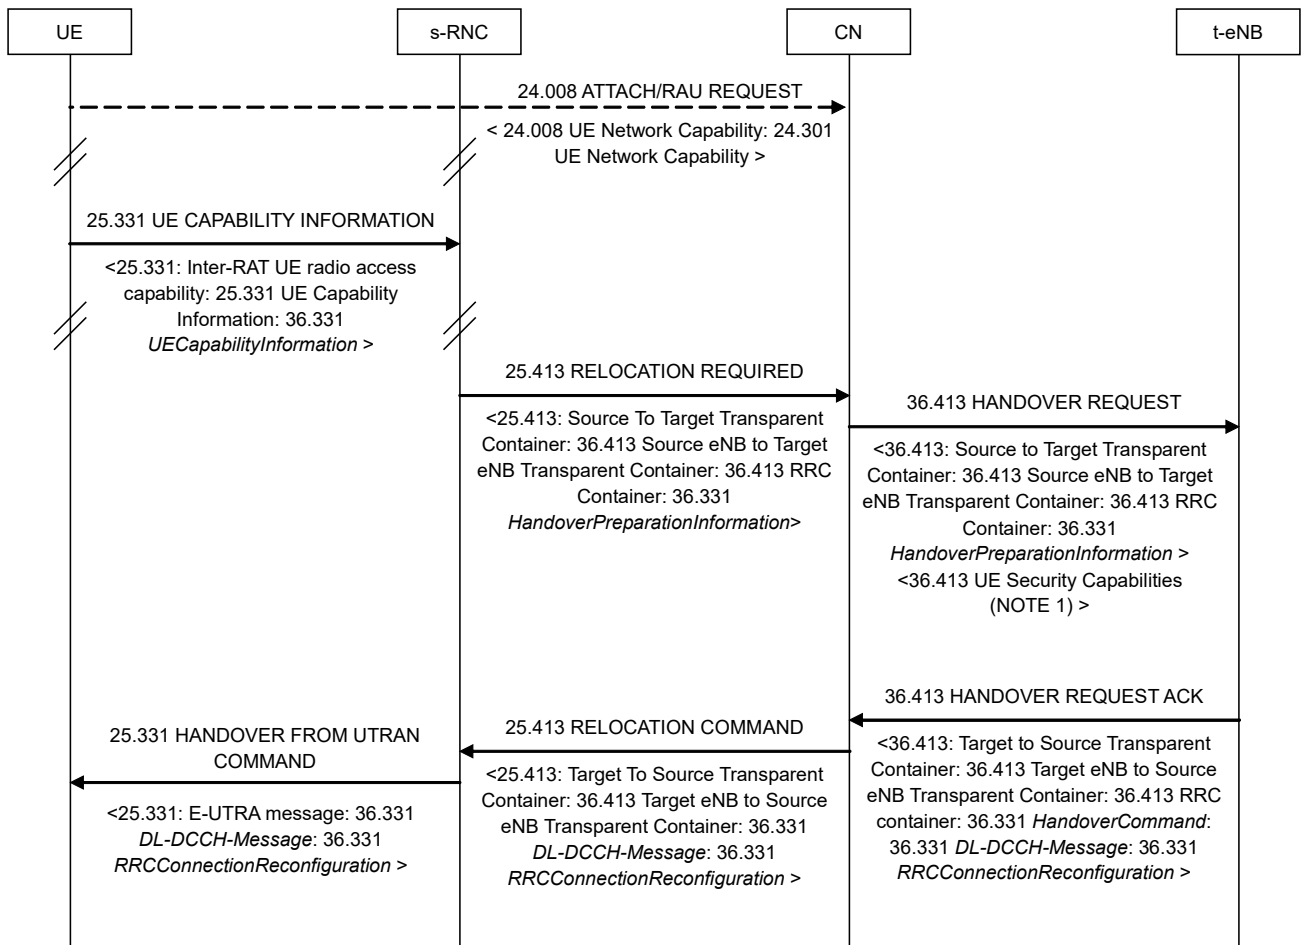 UE
s-RNC
CN
t-eNB
24.008 ATTACH/RAU REQUEST
< 24.008 UE Network Capability: 24.301
UE Network Capability >
25.331 UE CAPABILITY INFORMATION
<25.331: Inter-RAT UE radio access
capability: 25.331 UE Capability
Information: 36.331
UECapabilityInformation >
25.413 RELOCATION REQUIRED
<25.413: Source To Target Transparent
Container: 36.413 Source eNB to Target
eNB Transparent Container: 36.413 RRC
Container: 36.331
HandoverPreparationInformation>
36.413 HANDOVER REQUEST
<36.413: Source to Target Transparent
Container: 36.413 Source eNB to Target
eNB Transparent Container: 36.413 RRC
Container: 36.331
HandoverPreparationInformation >
<36.413 UE Security Capabilities
(NOTE 1) >
36.413 HANDOVER REQUEST ACK
<36.413: Target to Source Transparent
Container: 36.413 Target eNB to Source
eNB Transparent Container: 36.413 RRC
container: 36.331 HandoverCommand:
36.331 DL-DCCH-Message: 36.331
RRCConnectionReconfiguration >
25.413 RELOCATION COMMAND
<25.413: Target To Source Transparent
Container: 36.413 Target eNB to Source
eNB Transparent Container: 36.331
DL-DCCH-Message: 36.331
RRCConnectionReconfiguration >
25.331 HANDOVER FROM UTRAN
COMMAND
<25.331: E-UTRA message: 36.331
DL-DCCH-Message: 36.331
RRCConnectionReconfiguration >